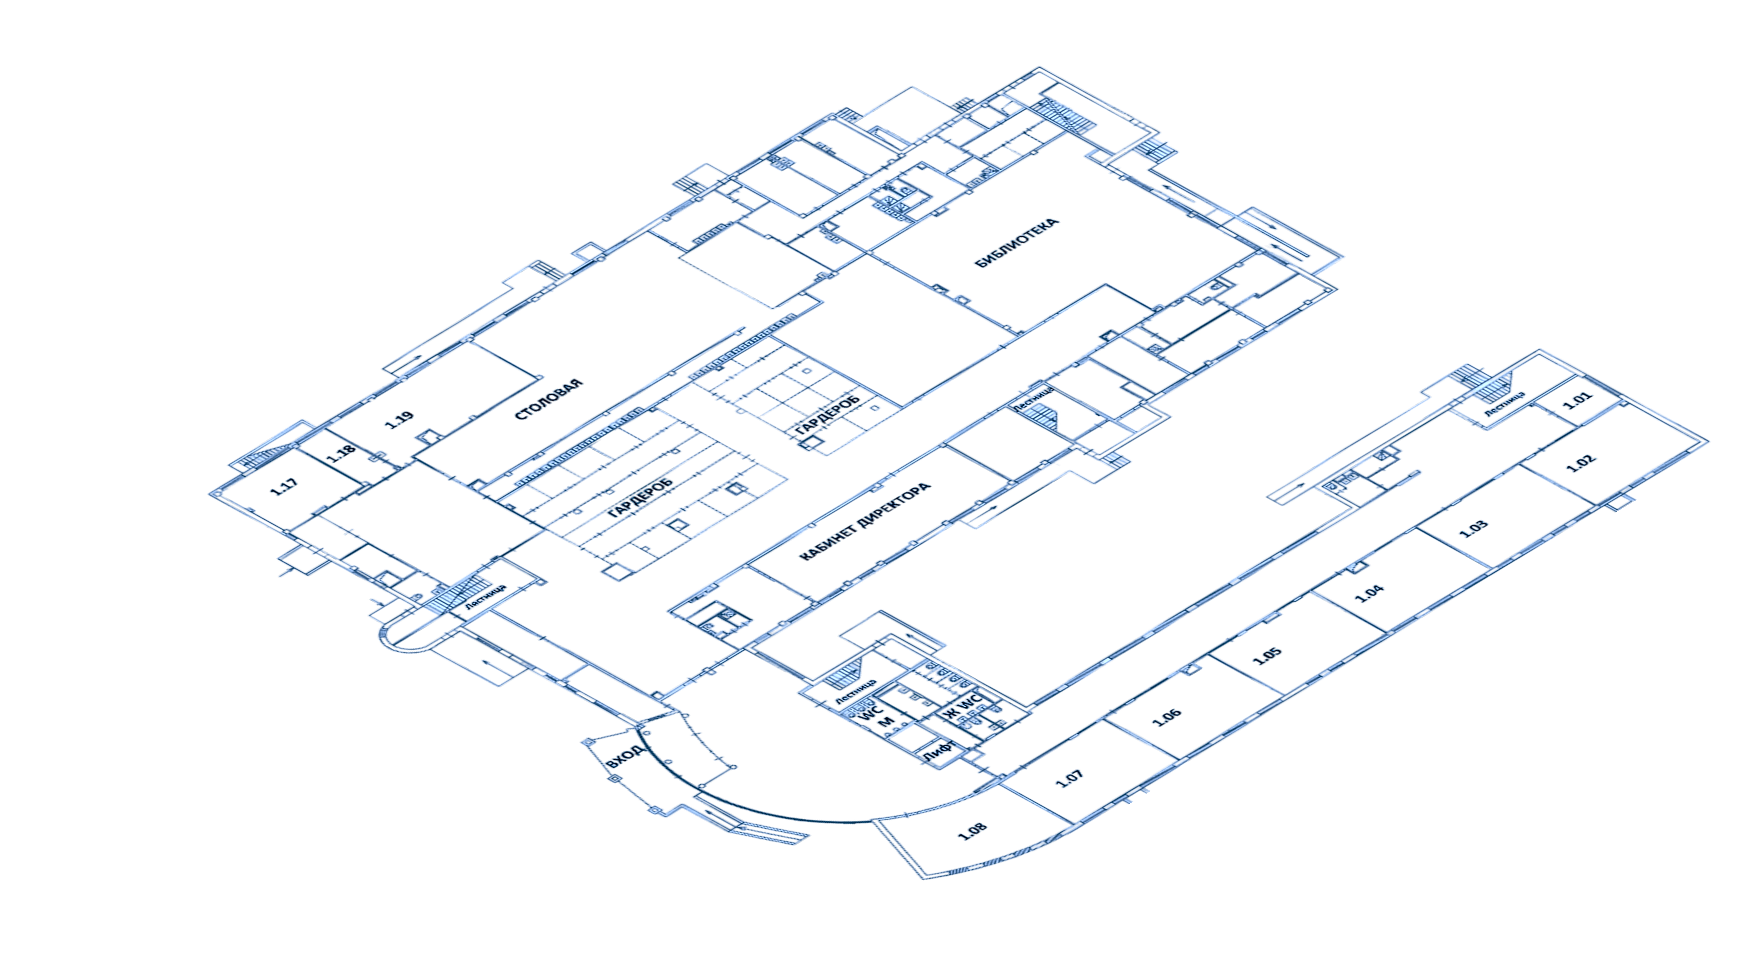 БИБЛИОТЕКА
СТОЛОВАЯ
1.19
1.18
1.17
ГАРДЕРОБ
ГАРДЕРОБ
Лестница
Лестница
КАБИНЕТ ДИРЕКТОРА
Лестница
1.01
1.02
1.03
1.04
1.05
1.06
1.07
1.08
Лестница
WC
М
Ж WC
Лифт
ВХОД